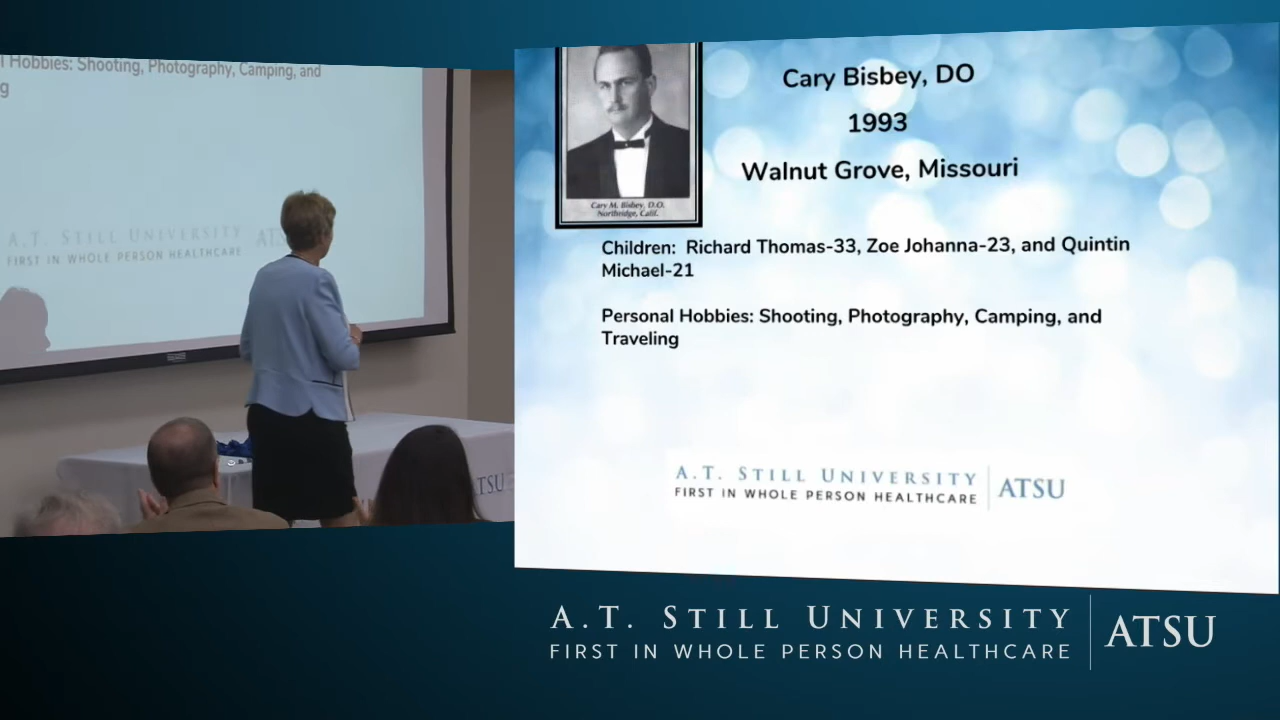 l Hobbies: Shooting, Photography, Camping, and
g
A.T. STILL UNIVERSITY
FIRST IN WHOLE PERSON HEALTHCARE
ATS
ATSU
Cary Bisbey, DO
1993
Walnut Grove, Missouri
Cary M. Bisbey, D.O.
Northridge, Calif.
Children: Richard Thomas-33, Zoe Johanna-23, and Quintin
Michael-21
Personal Hobbies: Shooting, Photography, Camping, and
Traveling
A.T. STILL UNIVERSITY
FIRST IN WHOLE PERSON HEALTHCARE
ATSU
A.T. STILL UNIVERSITY
FIRST IN WHOLE PERSON HEALTHCARE
ATSU